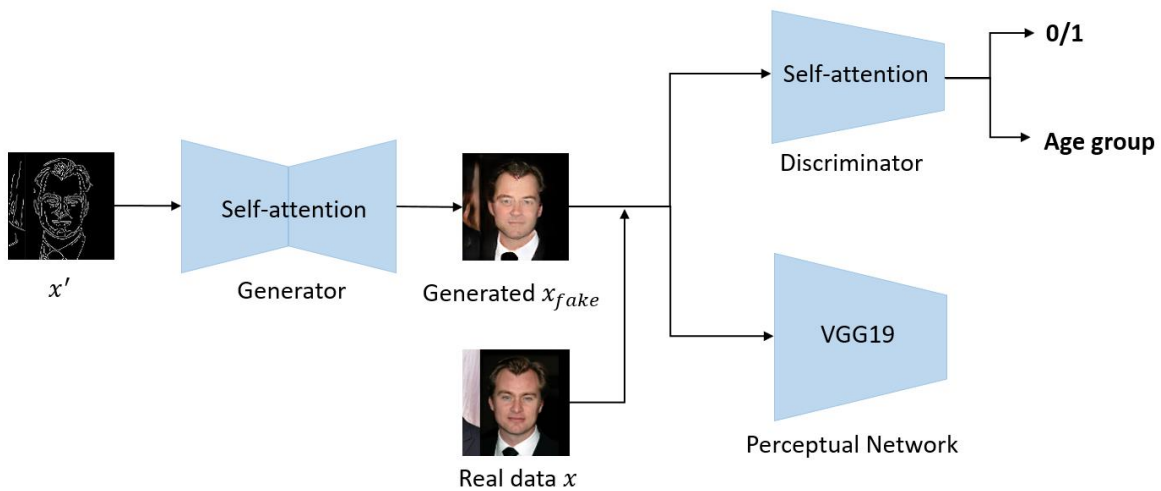 0/1
Self-attention
Age group
Discriminator
Self-attention
x′
Generator
Generated x_fake
VGG19
Perceptual Network
Real data x